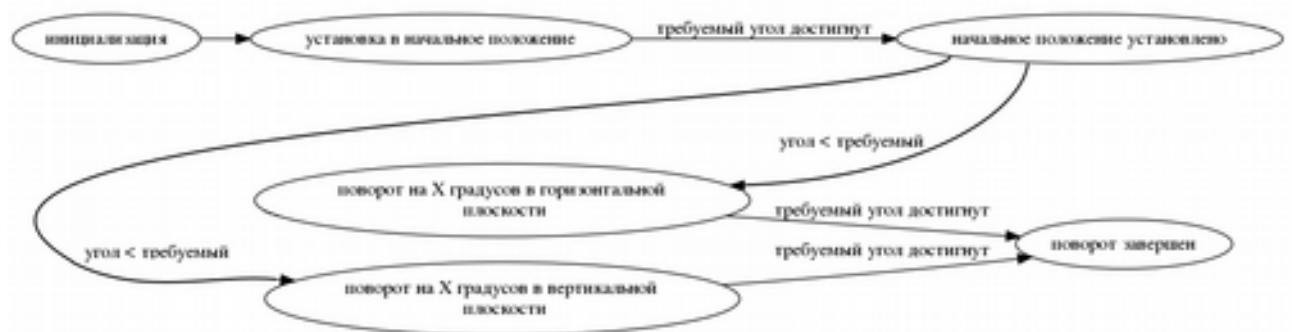 инициализация
установка в начальное положение
требуемый угол достигнут
начальное положение установлено
угол < требуемый
поворот на X градусов в горизонтальной
плоскости
требуемый угол достигнут
поворот завершен
требуемый угол достигнут
угол < требуемый
поворот на X градусов в вертикальной
плоскости